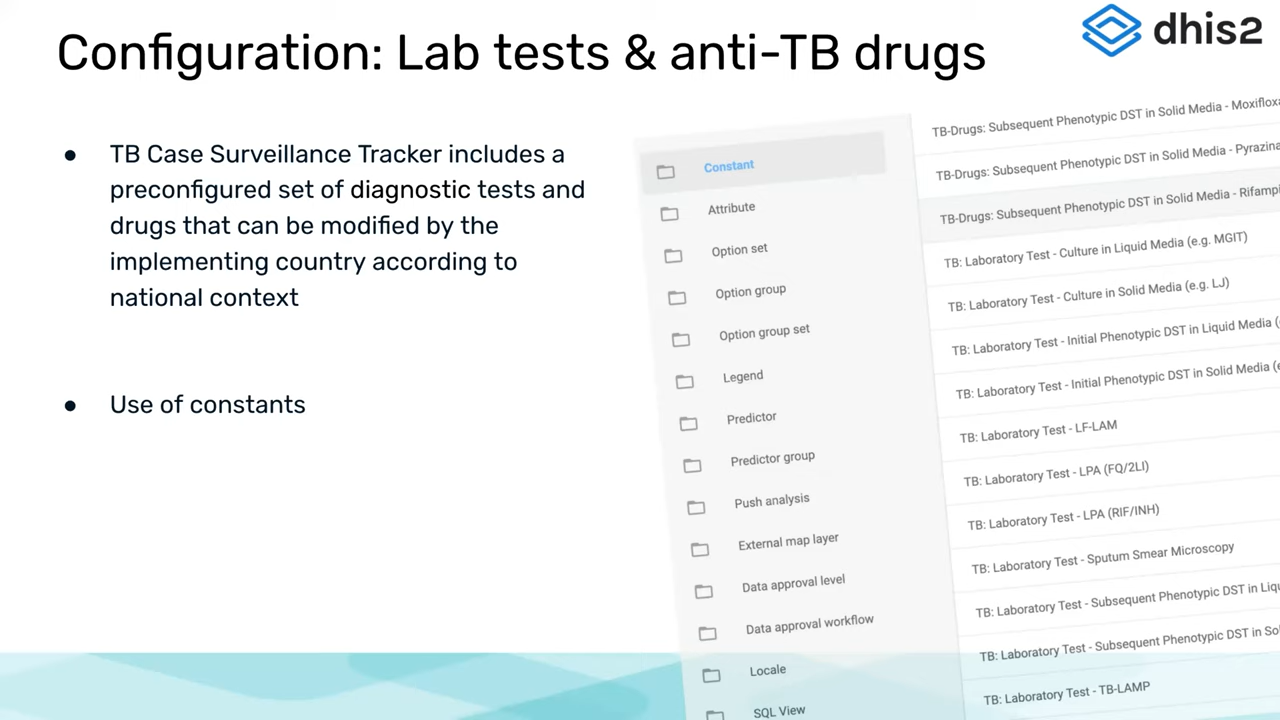 Configuration: Lab tests & anti-TB drugs
dhis2
● TB Case Surveillance Tracker includes a
preconfigured set of diagnostic tests and
drugs that can be modified by the
implementing country according to
national context
● Use of constants
Constant
Attribute
Option set
Option group
Option group set
Legend
Predictor
Predictor group
Push analysis
External map layer
Data approval level
Data approval workflow
Locale
SQL View
TB-Drugs: Subsequent Phenotypic DST in Solid Media - Moxifloxa
TB-Drugs: Subsequent Phenotypic DST in Solid Media - Pyrazina
TB-Drugs: Subsequent Phenotypic DST in Solid Media - Rifampi
TB: Laboratory Test - Culture in Liquid Media (e.g. MGIT)
TB: Laboratory Test - Culture in Solid Media (e.g. LJ)
TB: Laboratory Test - Initial Phenotypic DST in Liquid Media (
TB: Laboratory Test - Initial Phenotypic DST in Solid Media (e
TB: Laboratory Test - LF-LAM
TB: Laboratory Test - LPA (FQ/2LI)
TB: Laboratory Test - LPA (RIF/INH)
TB: Laboratory Test - Sputum Smear Microscopy
TB: Laboratory Test - Subsequent Phenotypic DST in Liqu
TB: Laboratory Test - Subsequent Phenotypic DST in Sol
TB: Laboratory Test - TB-LAMP